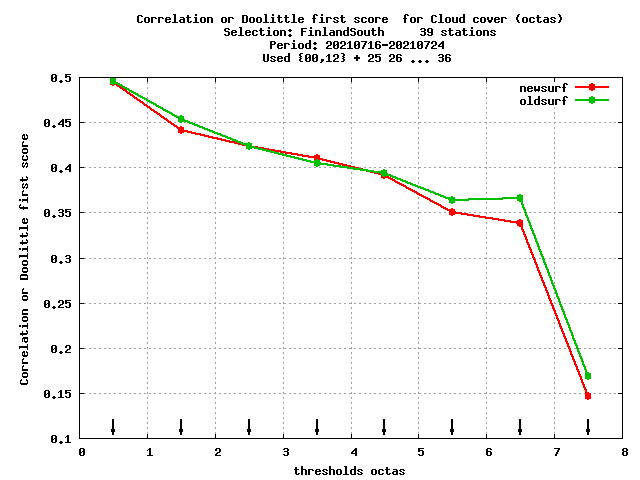 Correlation or Doolittle first score  for Cloud cover (octas)
Selection: FinlandSouth     39 stations
Period: 20210716-20210724
Used {00,12} + 25 26 ... 36
newsurf
oldsurf
Correlation or Doolittle first score
0.5
0.45
0.4
0.35
0.3
0.25
0.2
0.15
0.1
0 1 2 3 4 5 6 7 8
thresholds octas